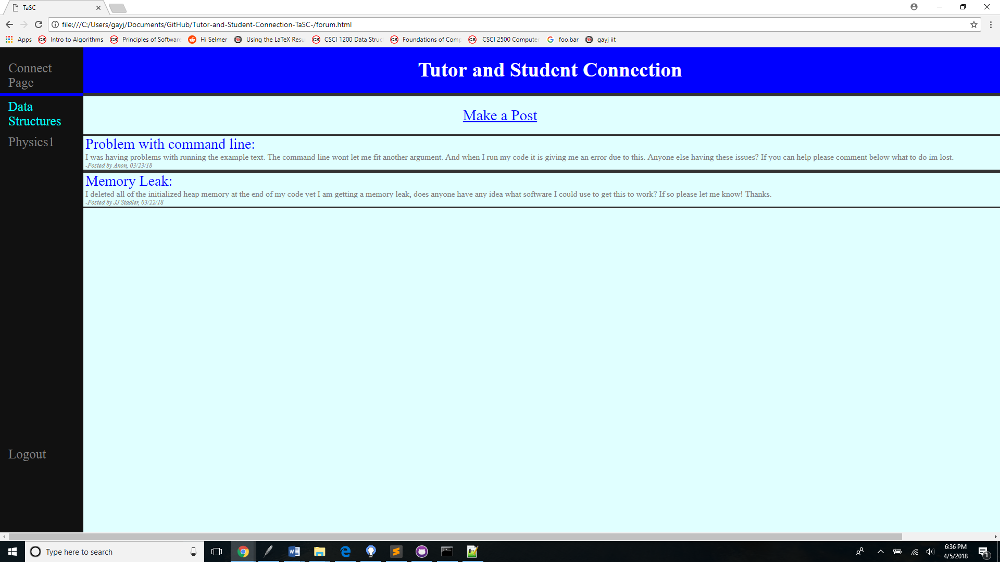 TaSC
file:///C:/Users/gayj/Documents/GitHub/Tutor-and-Student-Connection-TaSC-/forum.html
Apps CS Intro to Algorithms CS Principles of Software Hi Selmer Using the LaTeX Resu CS CSCI 1200 Data Struc CS Foundations of Comp CS CSCI 2500 Computer foo.bar gayj iit
Connect
Page
Tutor and Student Connection
Data
Structures
Physics1
Logout
Make a Post
Problem with command line:
I was having problems with running the example text. The command line wont let me fit another argument. And when I run my code it is giving me an error due to this. Anyone else having these issues? If you can help please comment below what to do im lost.
-Posted by Anon, 03/23/18
Memory Leak:
I deleted all of the initialized heap memory at the end of my code yet I am getting a memory leak, does anyone have any idea what software I could use to get this to work? If so please let me know! Thanks.
-Posted by JJ Stadler, 03/22/18
Type here to search
6:36 PM
4/5/2018
1